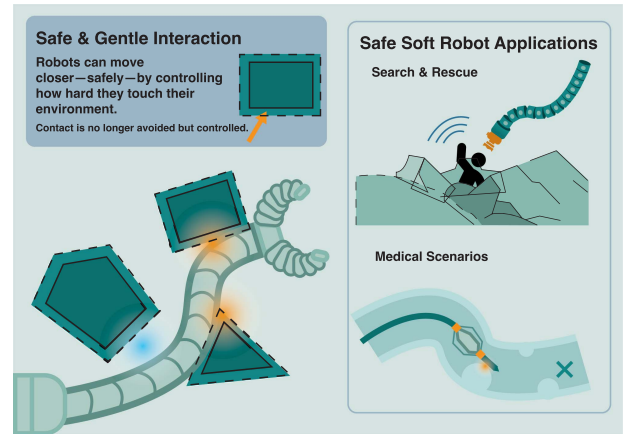 Safe & Gentle Interaction
Robots can move
closer—safely—by controlling
how hard they touch their
environment.
Contact is no longer avoided but controlled.
Safe Soft Robot Applications
Search & Rescue
Medical Scenarios